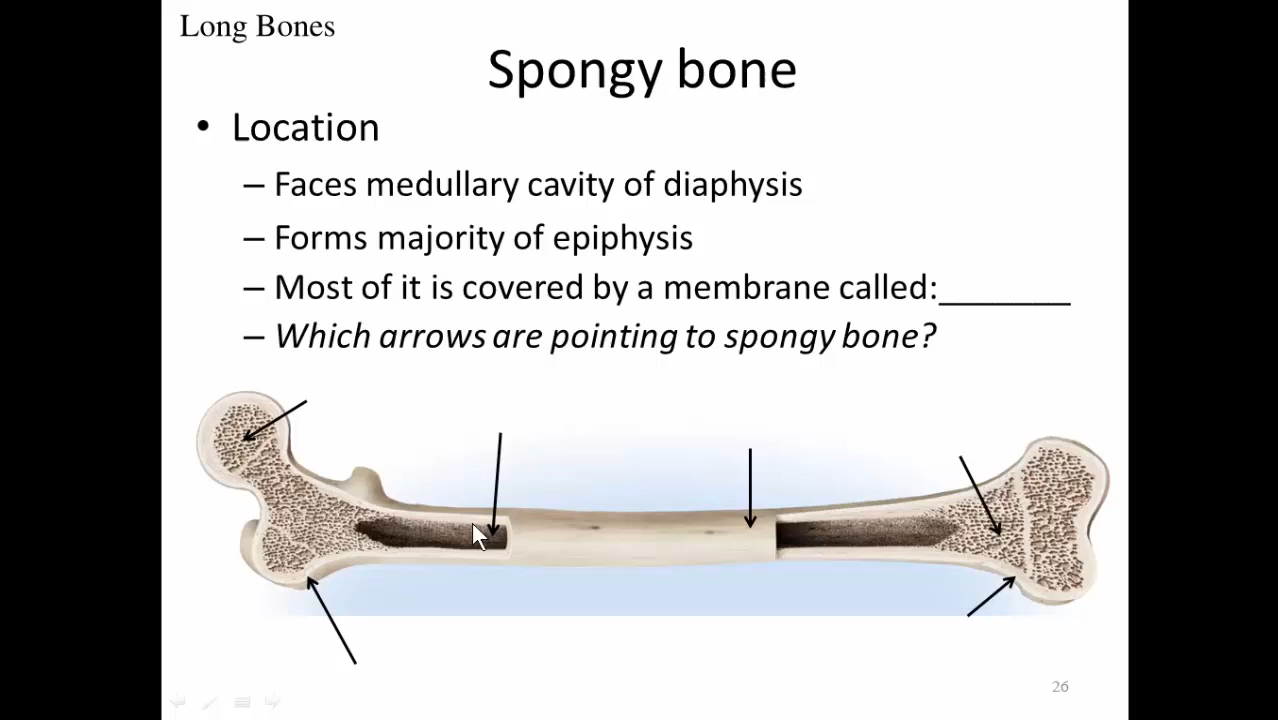 Long Bones
Spongy bone
• Location
– Faces medullary cavity of diaphysis
– Forms majority of epiphysis
– Most of it is covered by a membrane called:_______
– Which arrows are pointing to spongy bone?
26